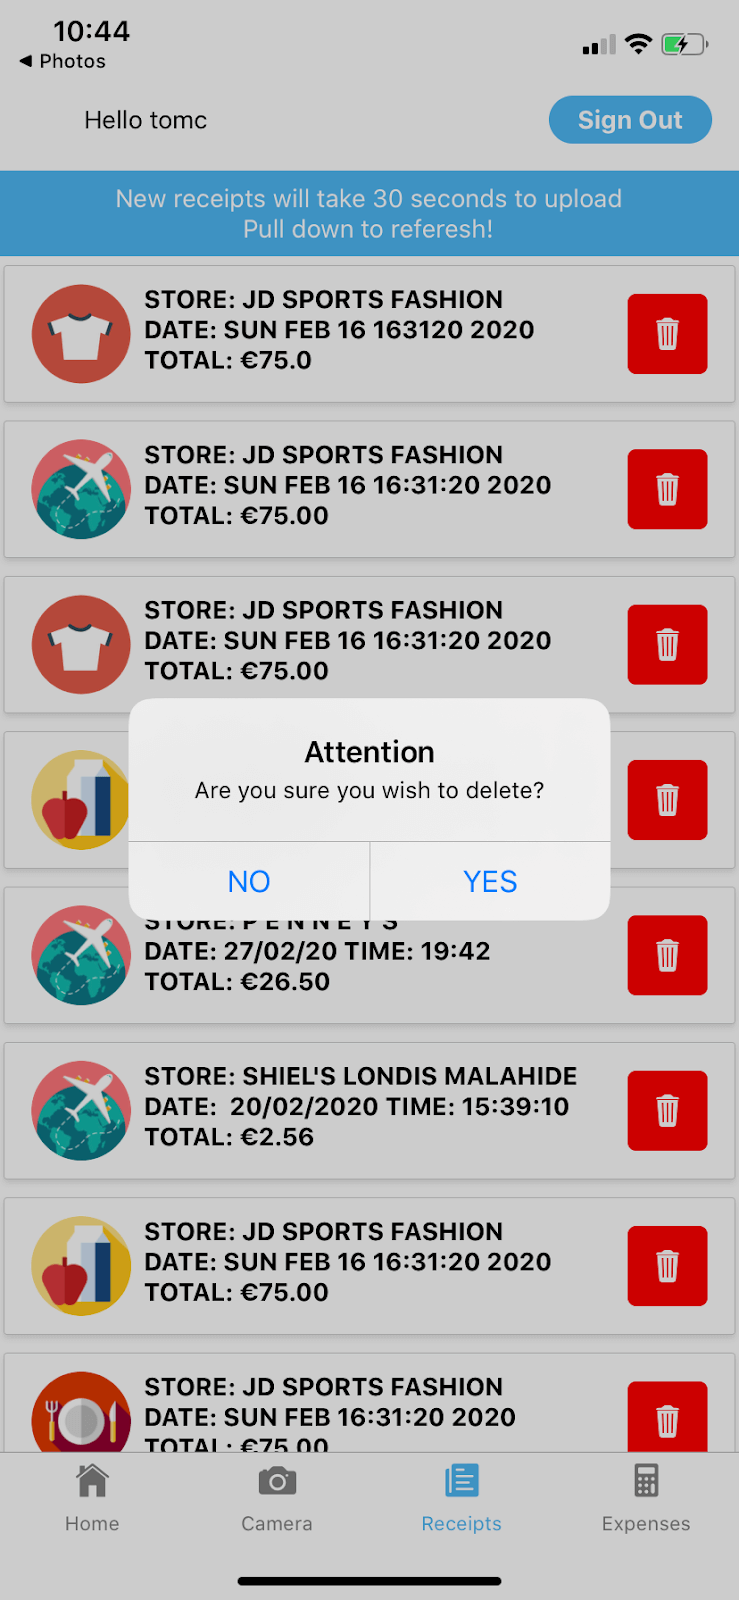 10:44
◀ Photos
Hello tomc
Sign Out
New receipts will take 30 seconds to upload
Pull down to referesh!
STORE: JD SPORTS FASHION
DATE: SUN FEB 16 163120 2020
TOTAL: €75.0
STORE: JD SPORTS FASHION
DATE: SUN FEB 16 16:31:20 2020
TOTAL: €75.00
STORE: JD SPORTS FASHION
DATE: SUN FEB 16 16:31:20 2020
TOTAL: €75.00
Attention
Are you sure you wish to delete?
NO
YES
STORE: P E N N E Y S
DATE: 27/02/20 TIME: 19:42
TOTAL: €26.50
STORE: SHIEL'S LONDIS MALAHIDE
DATE:  20/02/2020 TIME: 15:39:10
TOTAL: €2.56
STORE: JD SPORTS FASHION
DATE: SUN FEB 16 16:31:20 2020
TOTAL: €75.00
STORE: JD SPORTS FASHION
DATE: SUN FEB 16:31:20 2020
TOTAL: €75.00
Home
Camera
Receipts
Expenses